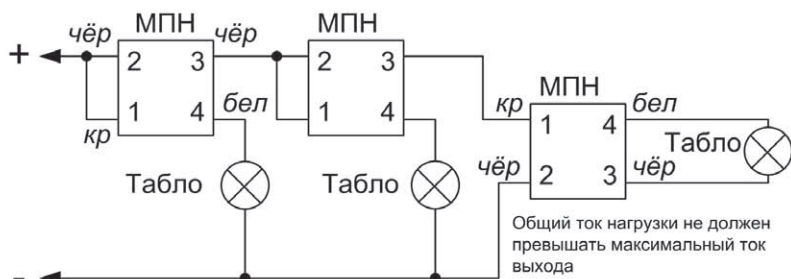 МПН
МПН
чёр
чёр
+
2 3
2 3
МПН
1 4
бел
1 4
кр
бел
кр
1 4
Табло
Табло
Табло
чёр
2 3
чёр
Общий ток нагрузки не должен
превышать максимальный ток
выхода
-